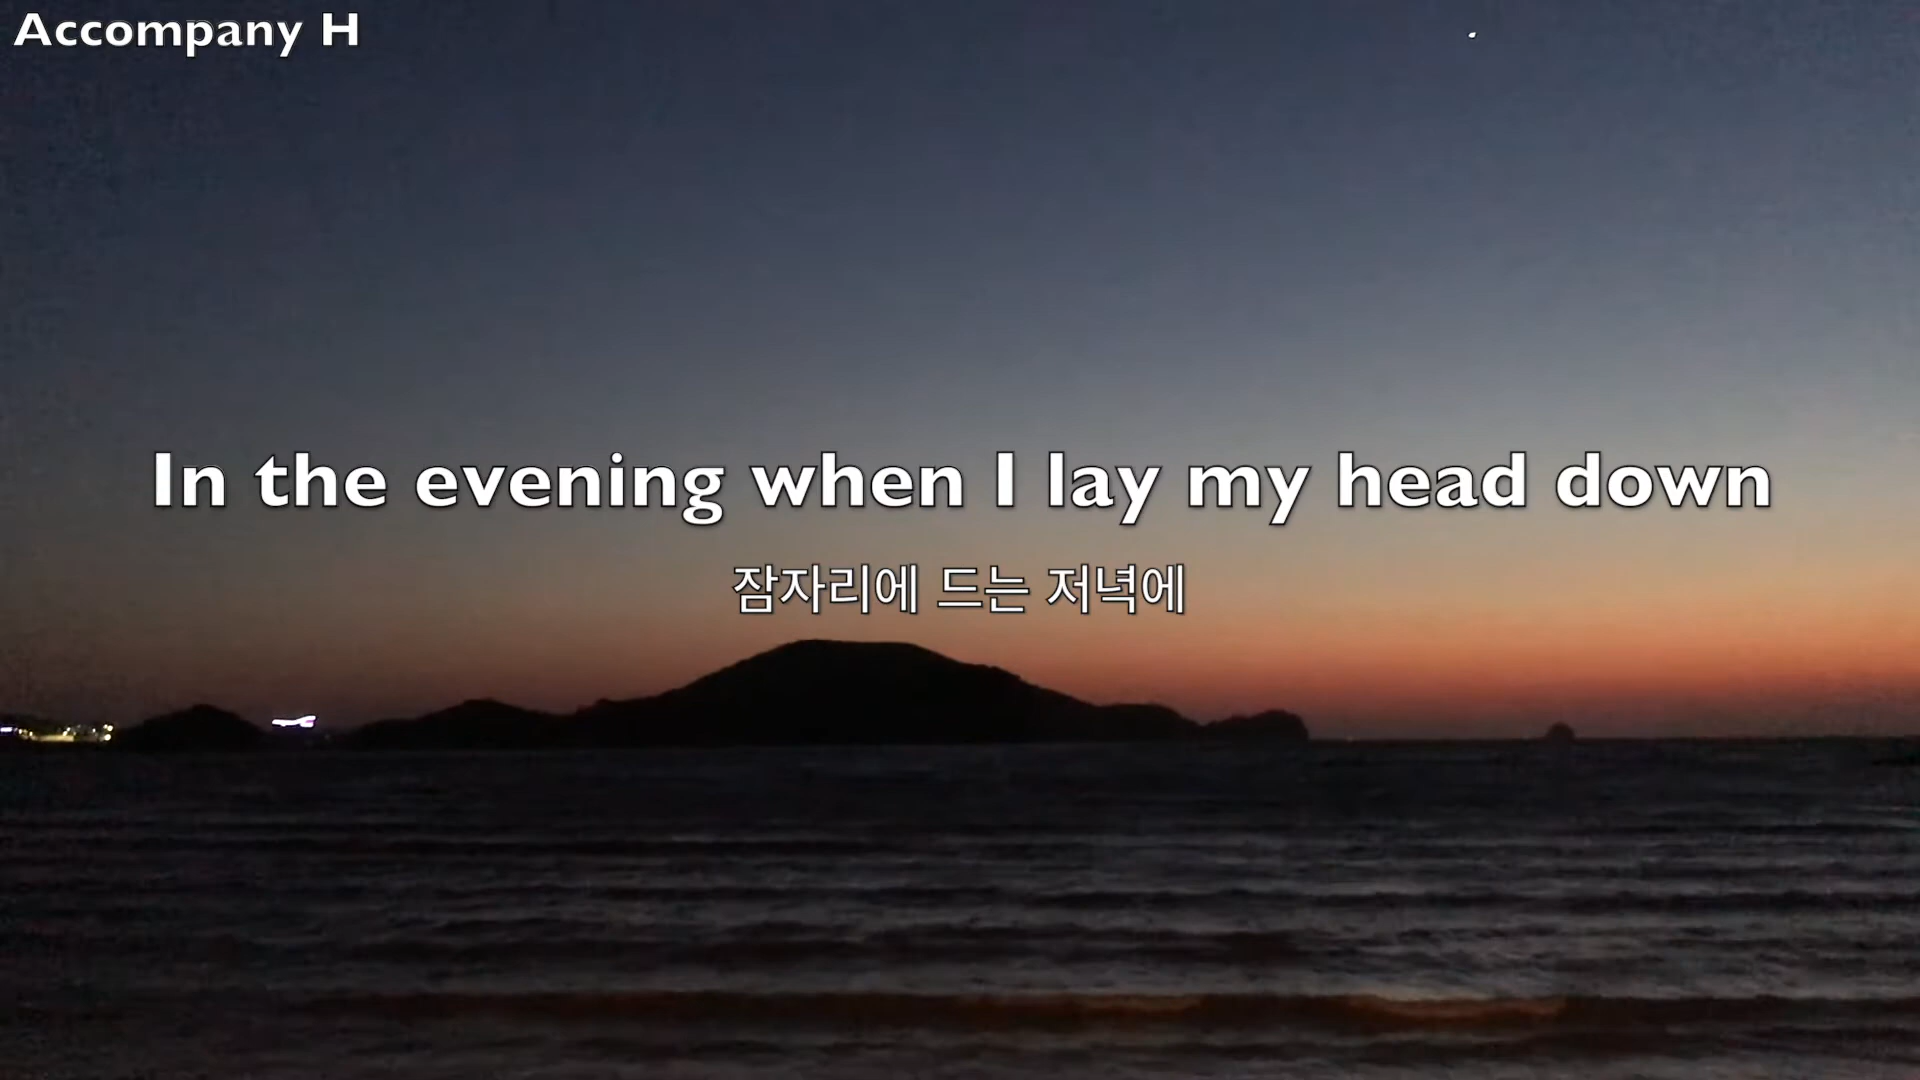 Accompany H
In the evening when I lay my head down
잠자리에 드는 저녁에